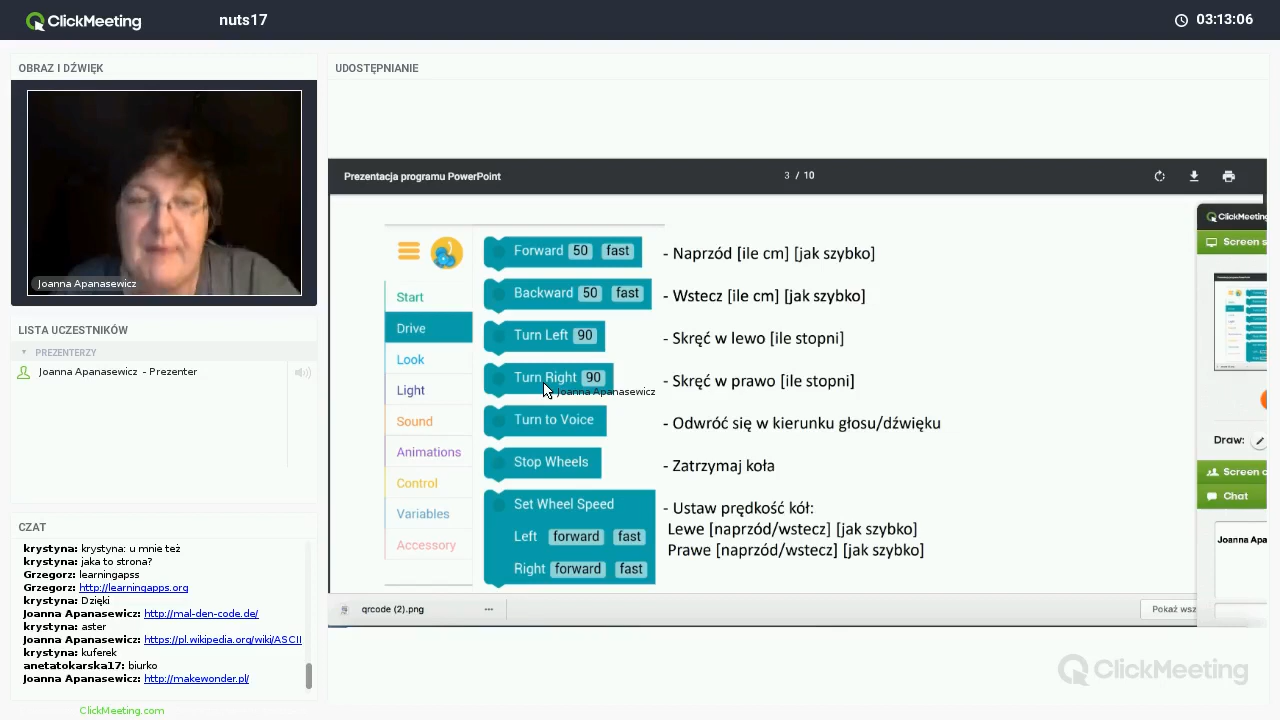 ClickMeeting
nuts17
03:13:06
OBRAZ I DŹWIĘK
Joanna Apanasewicz
LISTA UCZESTNIKÓW
PREZENTERZY
Joanna Apanasewicz - Prezenter
CZAT
krystyna: krystyna: u mnie też
krystyna: jaka to strona?
Grzegorz: learningapss
Grzegorz: http://learningapps.org
krystyna: Dzięki
Joanna Apanasewicz: http://mal-den-code.de/
krystyna: aster
Joanna Apanasewicz: https://pl.wikipedia.org/wiki/ASCII
krystyna: kuferek
anetatokarska17: biurko
Joanna Apanasewicz: http://makewonder.pl/
ClickMeeting.com
UDOSTĘPNIANIE
Prezentacja programu PowerPoint
3 / 10
Start
Drive
Look
Light
Sound
Animations
Control
Variables
Accessory
Forward 50 fast - Naprzód [ile cm] [jak szybko]
Backward 50 fast - Wstecz [ile cm] [jak szybko]
Turn Left 90 - Skręć w lewo [ile stopni]
Turn Right 90 - Skręć w prawo [ile stopni]
Joanna Apanasewicz
Turn to Voice - Odwróć się w kierunku głosu/dźwięku
Stop Wheels - Zatrzymaj koła
Set Wheel Speed - Ustaw prędkość kół:
Left forward fast Lewe [naprzód/wstecz] [jak szybko]
Right forward fast Prawe [naprzód/wstecz] [jak szybko]
ClickMeeting
Screen s
Draw:
Screen c
Chat
Joanna Apa
qrcode (2).png
Pokaż wsz
ClickMeeting